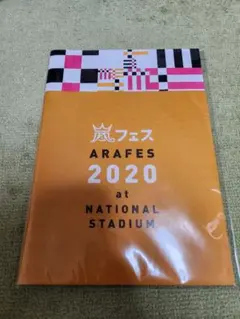 嵐フェス
ARAFES
2020
at
NATIONAL
STADIUM